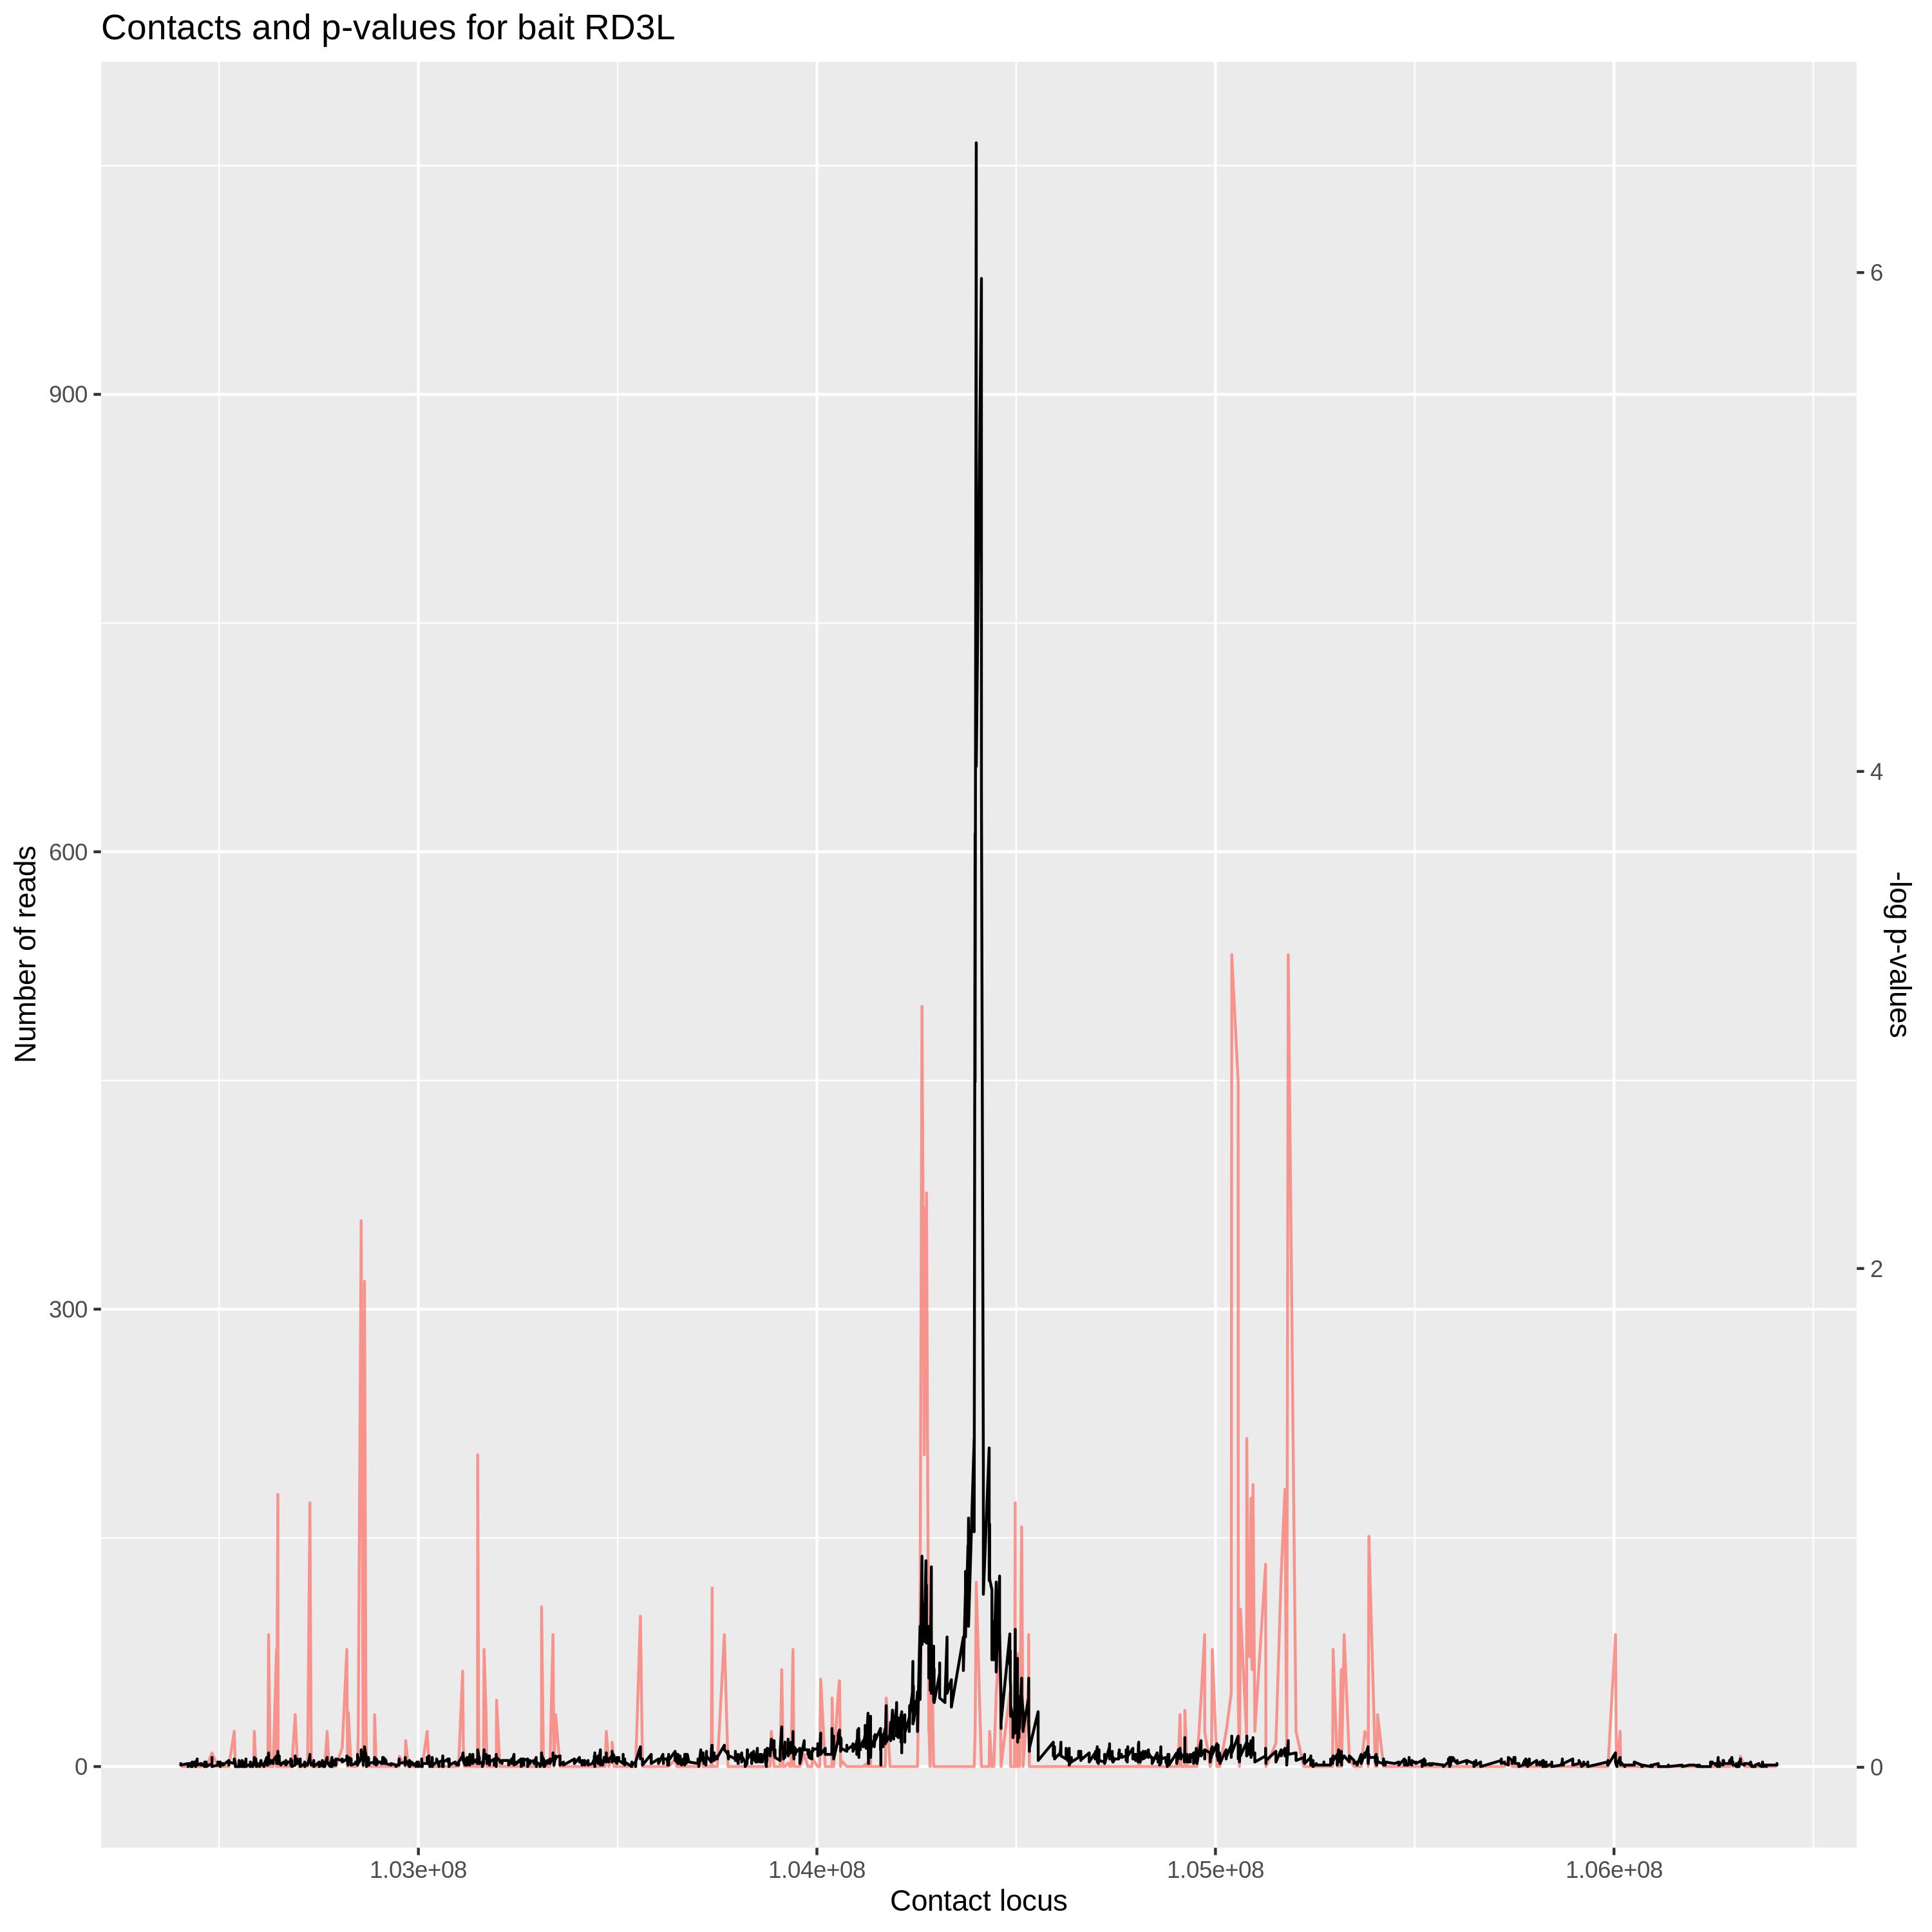 Contacts and p-values for bait RD3L
900
600
300
0
Number of reads
6
4
2
0
-log p-values
1.03e+08
1.04e+08
1.05e+08
1.06e+08
Contact locus